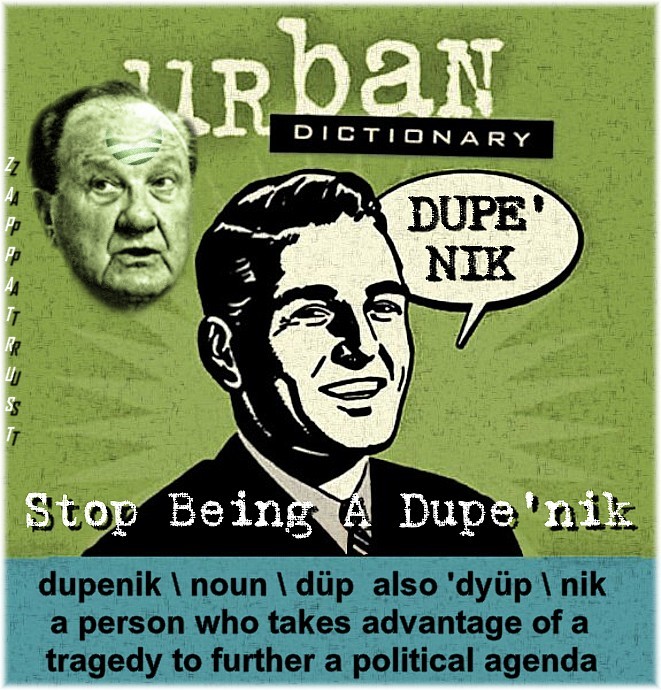 urban
DICTIONARY
ZAPPATRUST
DUPE'
NIK
Stop Being A Dupe'nik
dupenik \ noun \ düp also 'dyüp \ nik
a person who takes advantage of a
tragedy to further a political agenda